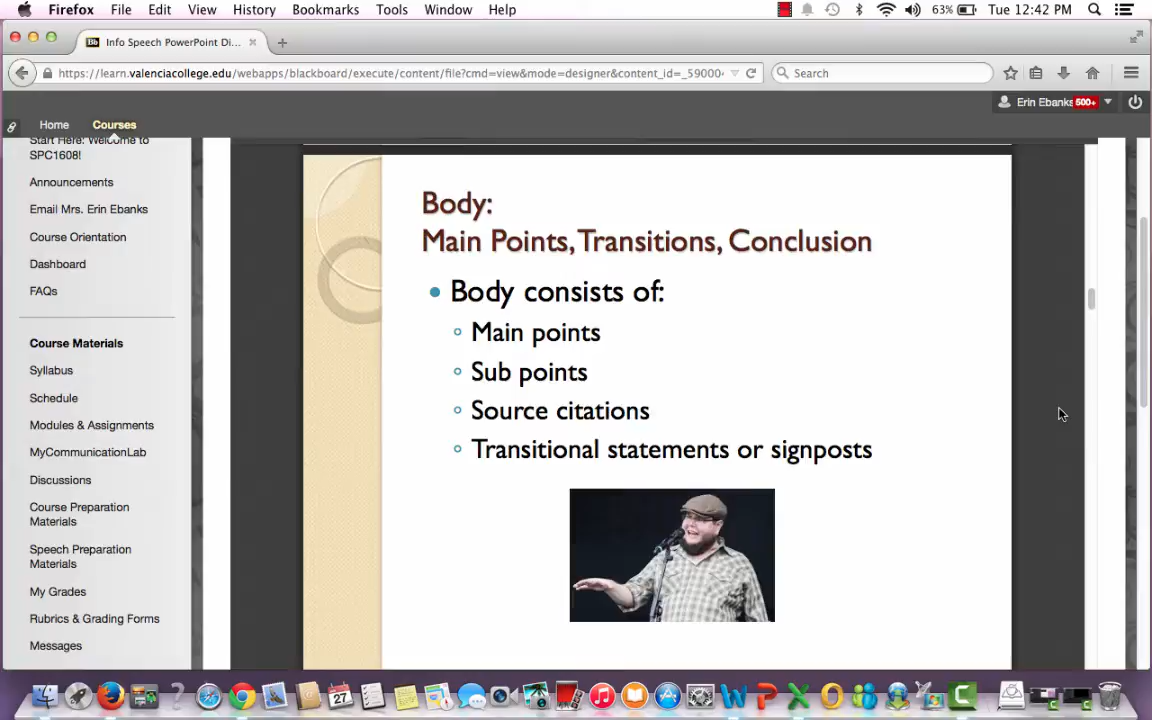 Firefox File Edit View History Bookmarks Tools Window Help 63% Tue 12:42 PM
Bb Info Speech PowerPoint Di...
https://learn.valenciacollege.edu/webapps/blackboard/execute/content/file?cmd=view&mode=designer&content_id=_59000 Search
Erin Ebanks 500+
Home Courses
Start Here: Welcome to
SPC1608!
Announcements
Email Mrs. Erin Ebanks
Course Orientation
Dashboard
FAQs
Course Materials
Syllabus
Schedule
Modules & Assignments
MyCommunicationLab
Discussions
Course Preparation
Materials
Speech Preparation
Materials
My Grades
Rubrics & Grading Forms
Messages
Body:
Main Points, Transitions, Conclusion
Body consists of:
Main points
Sub points
Source citations
Transitional statements or signposts
27